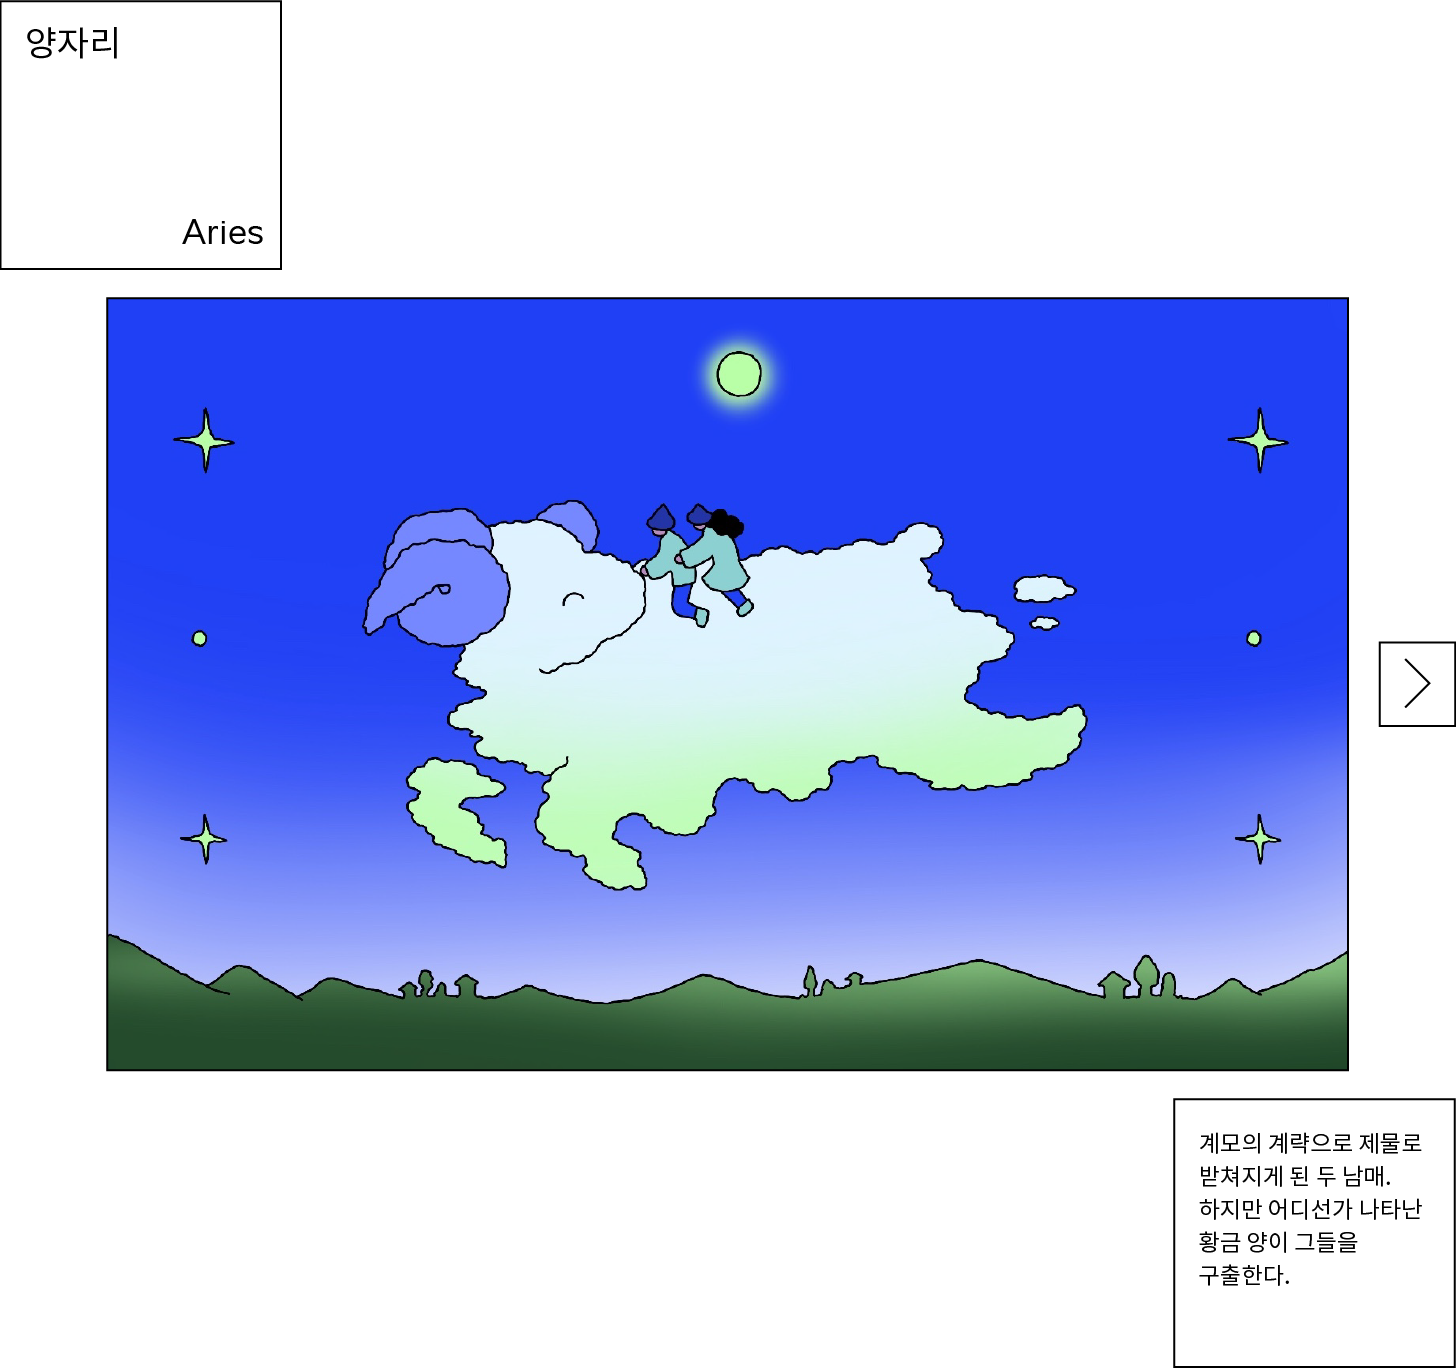 양자리
Aries
계모의 계략으로 제물로
받쳐지게 된 두 남매.
하지만 어디선가 나타난
황금 양이 그들을
구출한다.